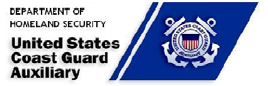 DEPARTMENT OF
HOMELAND SECURITY
United States
Coast Guard
Auxiliary